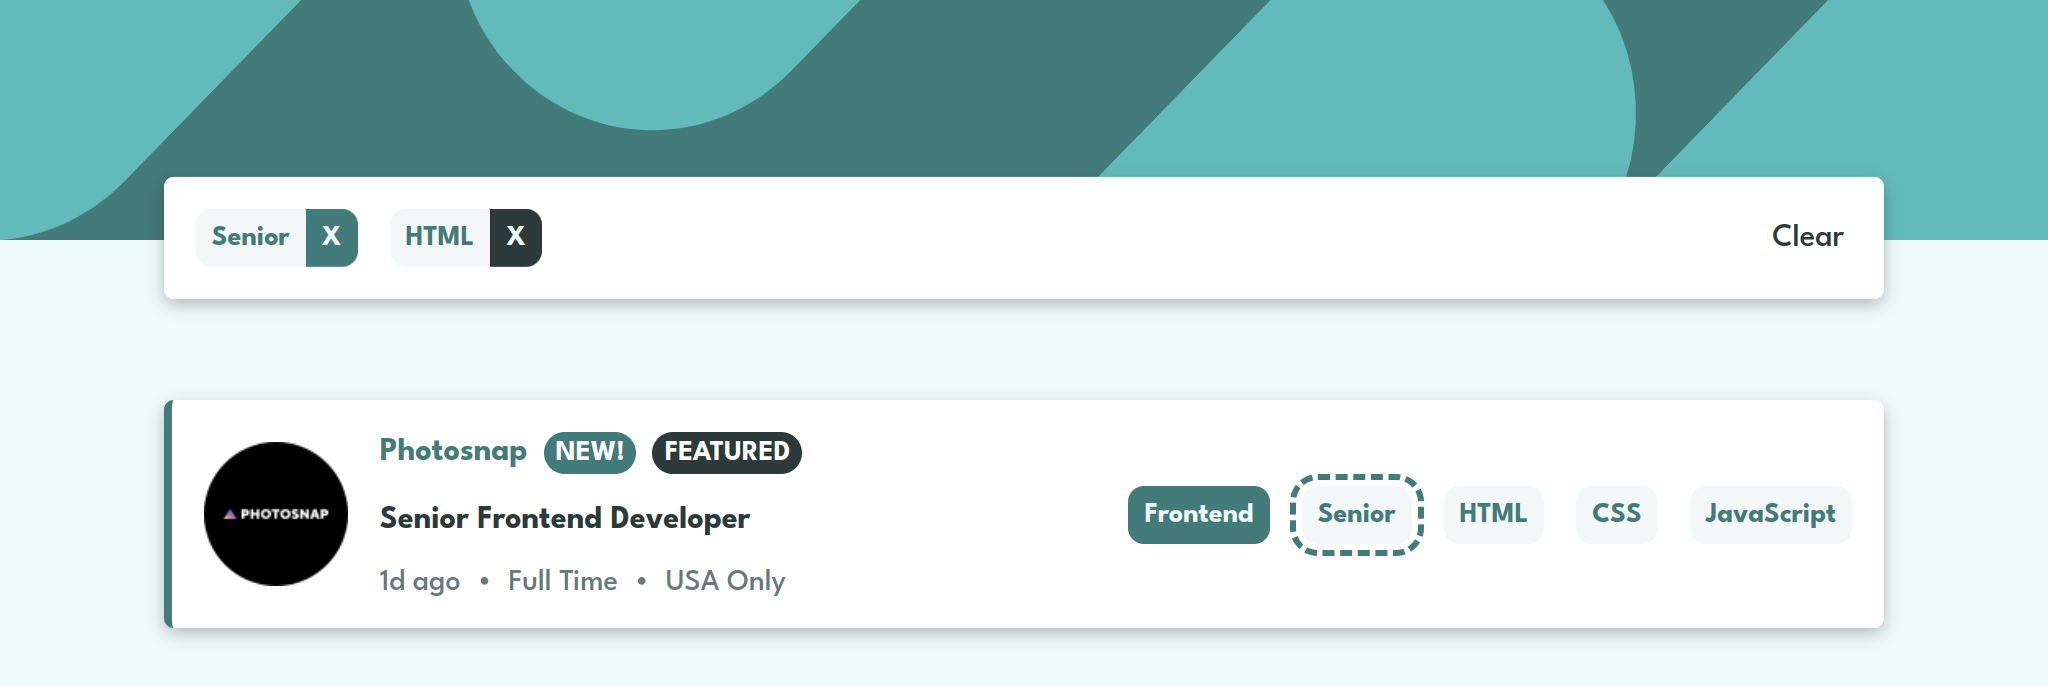 Senior X HTML X Clear
Photosnap NEW! FEATURED
PHOTOSNAP
Senior Frontend Developer
Frontend Senior HTML CSS JavaScript
1d ago • Full Time • USA Only